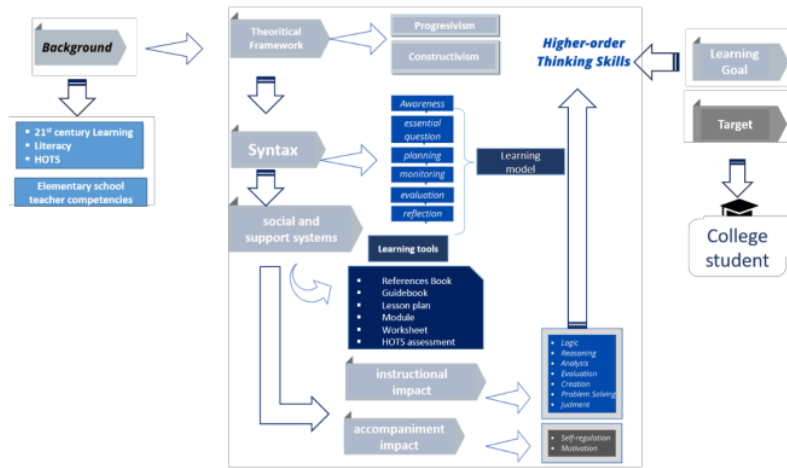 Background
21st century Learning
Literacy
HOTS
Elementary school
teacher competencies
Theoritical
Framework
Progresivism
Constructivism
Syntax
Awareness
essential
question
planning
monitoring
evaluation
reflection
Learning
model
social and
support systems
Learning tools
References Book
Guidebook
Lesson plan
Module
Worksheet
HOTS assessment
instructional
impact
accompaniment
impact
Logic
Reasoning
Analysis
Evaluation
Creation
Problem Solving
Judment
Self-regulation
Motivation
Higher-order
Thinking Skills
Learning
Goal
Target
College
student